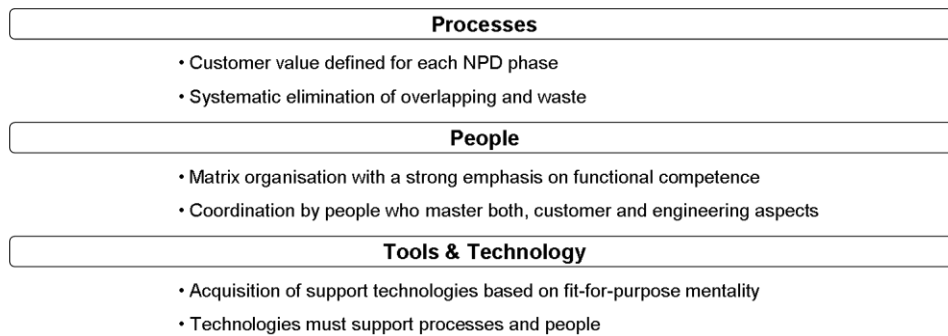 Processes
• Customer value defined for each NPD phase
• Systematic elimination of overlapping and waste
People
• Matrix organisation with a strong emphasis on functional competence
• Coordination by people who master both, customer and engineering aspects
Tools & Technology
• Acquisition of support technologies based on fit-for-purpose mentality
• Technologies must support processes and people